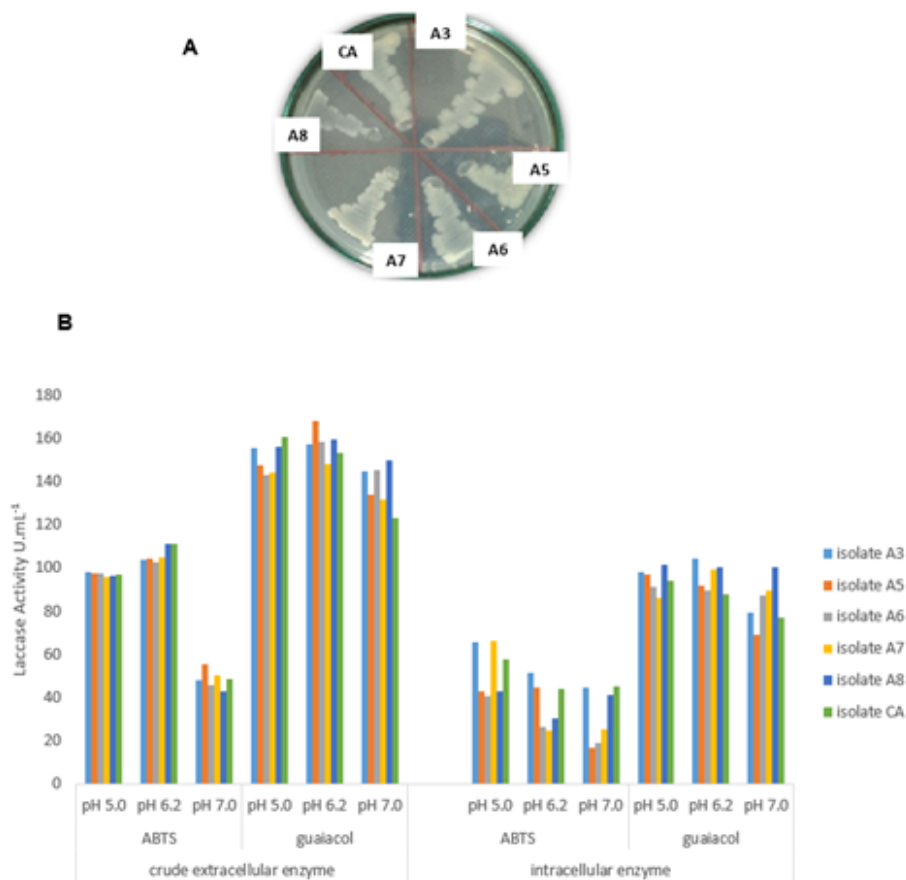 A
A3
CA
A8
A5
A6
A7
B
Laccase Activity U.mL⁻¹
180
160
140
120
100
80
60
40
20
0
pH 5.0 pH 6.2 pH 7.0 pH 5.0 pH 6.2 pH 7.0 pH 5.0 pH 6.2 pH 7.0 pH 5.0 pH 6.2 pH 7.0
ABTS guaiacol ABTS guaiacol
crude extracellular enzyme intracellular enzyme
isolate A3
isolate A5
isolate A6
isolate A7
isolate A8
isolate CA